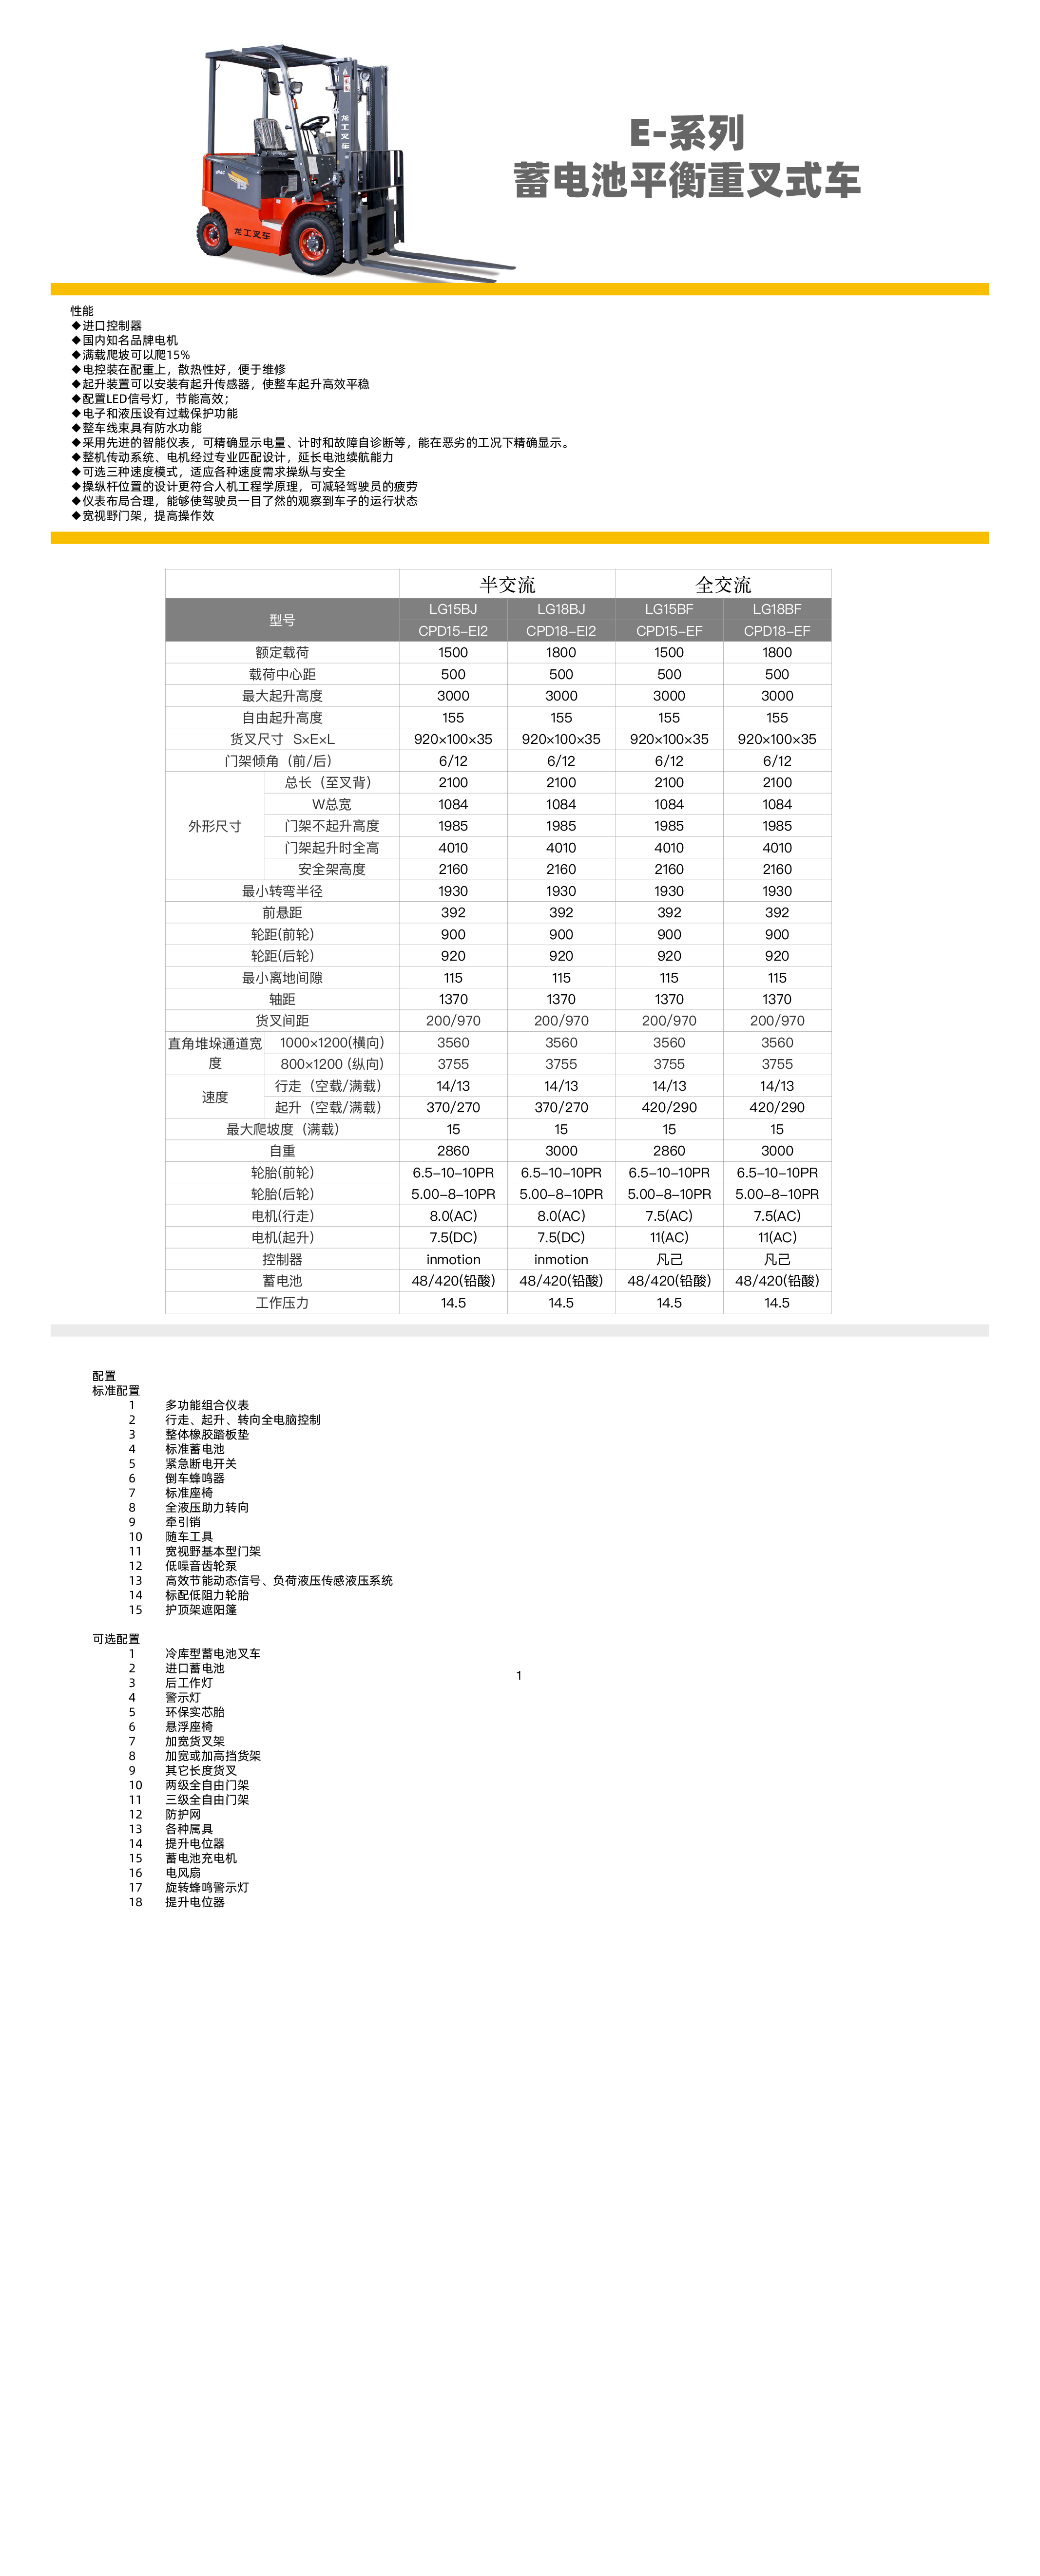 龙工叉车
龙工叉车
E-系列
蓄电池平衡重叉式车
性能
◆进口控制器
◆国内知名品牌电机
◆满载爬坡可以爬15%
◆电控装在配重上，散热性好，便于维修
◆起升装置可以安装有起升传感器，使整车起升高效平稳
◆配置LED信号灯，节能高效；
◆电子和液压设有过载保护功能
◆整车线束具有防水功能
◆采用先进的智能仪表，可精确显示电量、计时和故障自诊断等，能在恶劣的工况下精确显示。
◆整机传动系统、电机经过专业匹配设计，延长电池续航能力
◆可选三种速度模式，适应各种速度需求操纵与安全
◆操纵杆位置的设计更符合人机工程学原理，可减轻驾驶员的疲劳
◆仪表布局合理，能够使驾驶员一目了然的观察到车子的运行状态
◆宽视野门架，提高操作效
半交流 全交流
型号 LG15BJ LG18BJ LG15BF LG18BF
CPD15-EI2 CPD18-EI2 CPD15-EF CPD18-EF
额定载荷 1500 1800 1500 1800
载荷中心距 500 500 500 500
最大起升高度 3000 3000 3000 3000
自由起升高度 155 155 155 155
货叉尺寸 S×E×L 920×100×35 920×100×35 920×100×35 920×100×35
门架倾角（前/后） 6/12 6/12 6/12 6/12
外形尺寸 总长（至叉背） 2100 2100 2100 2100
W总宽 1084 1084 1084 1084
门架不起升高度 1985 1985 1985 1985
门架起升时全高 4010 4010 4010 4010
安全架高度 2160 2160 2160 2160
最小转弯半径 1930 1930 1930 1930
前悬距 392 392 392 392
轮距(前轮) 900 900 900 900
轮距(后轮) 920 920 920 920
最小离地间隙 115 115 115 115
轴距 1370 1370 1370 1370
货叉间距 200/970 200/970 200/970 200/970
直角堆垛通道宽度 1000×1200(横向) 3560 3560 3560 3560
800×1200 (纵向) 3755 3755 3755 3755
速度 行走（空载/满载） 14/13 14/13 14/13 14/13
起升（空载/满载） 370/270 370/270 420/290 420/290
最大爬坡度（满载） 15 15 15 15
自重 2860 3000 2860 3000
轮胎(前轮) 6.5-10-10PR 6.5-10-10PR 6.5-10-10PR 6.5-10-10PR
轮胎(后轮) 5.00-8-10PR 5.00-8-10PR 5.00-8-10PR 5.00-8-10PR
电机(行走) 8.0(AC) 8.0(AC) 7.5(AC) 7.5(AC)
电机(起升) 7.5(DC) 7.5(DC) 11(AC) 11(AC)
控制器 inmotion inmotion 凡己 凡己
蓄电池 48/420(铅酸) 48/420(铅酸) 48/420(铅酸) 48/420(铅酸)
工作压力 14.5 14.5 14.5 14.5
配置
标准配置
1 多功能组合仪表
2 行走、起升、转向全电脑控制
3 整体橡胶踏板垫
4 标准蓄电池
5 紧急断电开关
6 倒车蜂鸣器
7 标准座椅
8 全液压助力转向
9 牵引销
10 随车工具
11 宽视野基本型门架
12 低噪音齿轮泵
13 高效节能动态信号、负荷液压传感液压系统
14 标配低阻力轮胎
15 护顶架遮阳篷
可选配置
1 冷库型蓄电池叉车
2 进口蓄电池
1
3 后工作灯
4 警示灯
5 环保实芯胎
6 悬浮座椅
7 加宽货叉架
8 加宽或加高挡货架
9 其它长度货叉
10 两级全自由门架
11 三级全自由门架
12 防护网
13 各种属具
14 提升电位器
15 蓄电池充电机
16 电风扇
17 旋转蜂鸣警示灯
18 提升电位器